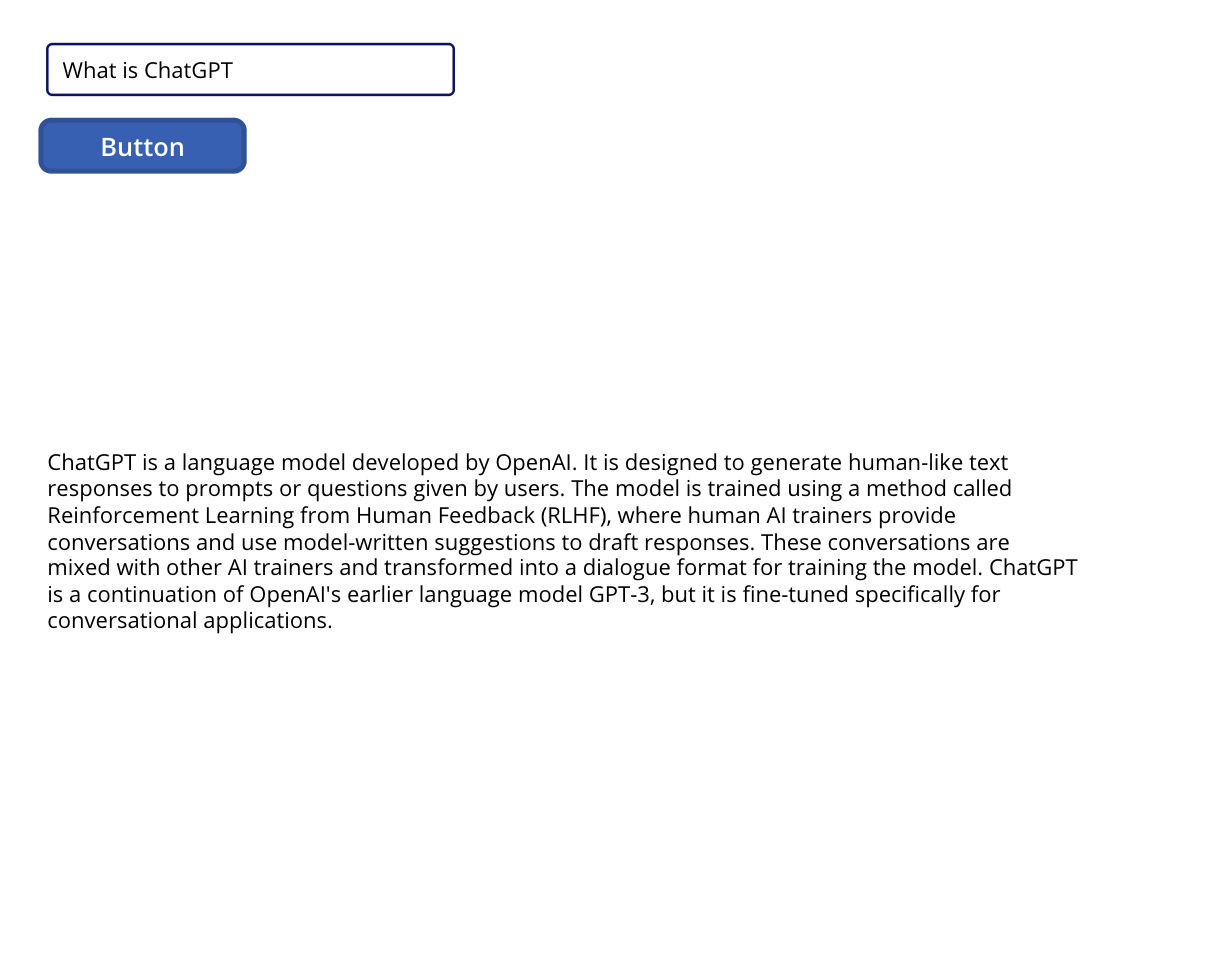 What is ChatGPT
Button
ChatGPT is a language model developed by OpenAI. It is designed to generate human-like text
responses to prompts or questions given by users. The model is trained using a method called
Reinforcement Learning from Human Feedback (RLHF), where human AI trainers provide
conversations and use model-written suggestions to draft responses. These conversations are
mixed with other AI trainers and transformed into a dialogue format for training the model. ChatGPT
is a continuation of OpenAI's earlier language model GPT-3, but it is fine-tuned specifically for
conversational applications.